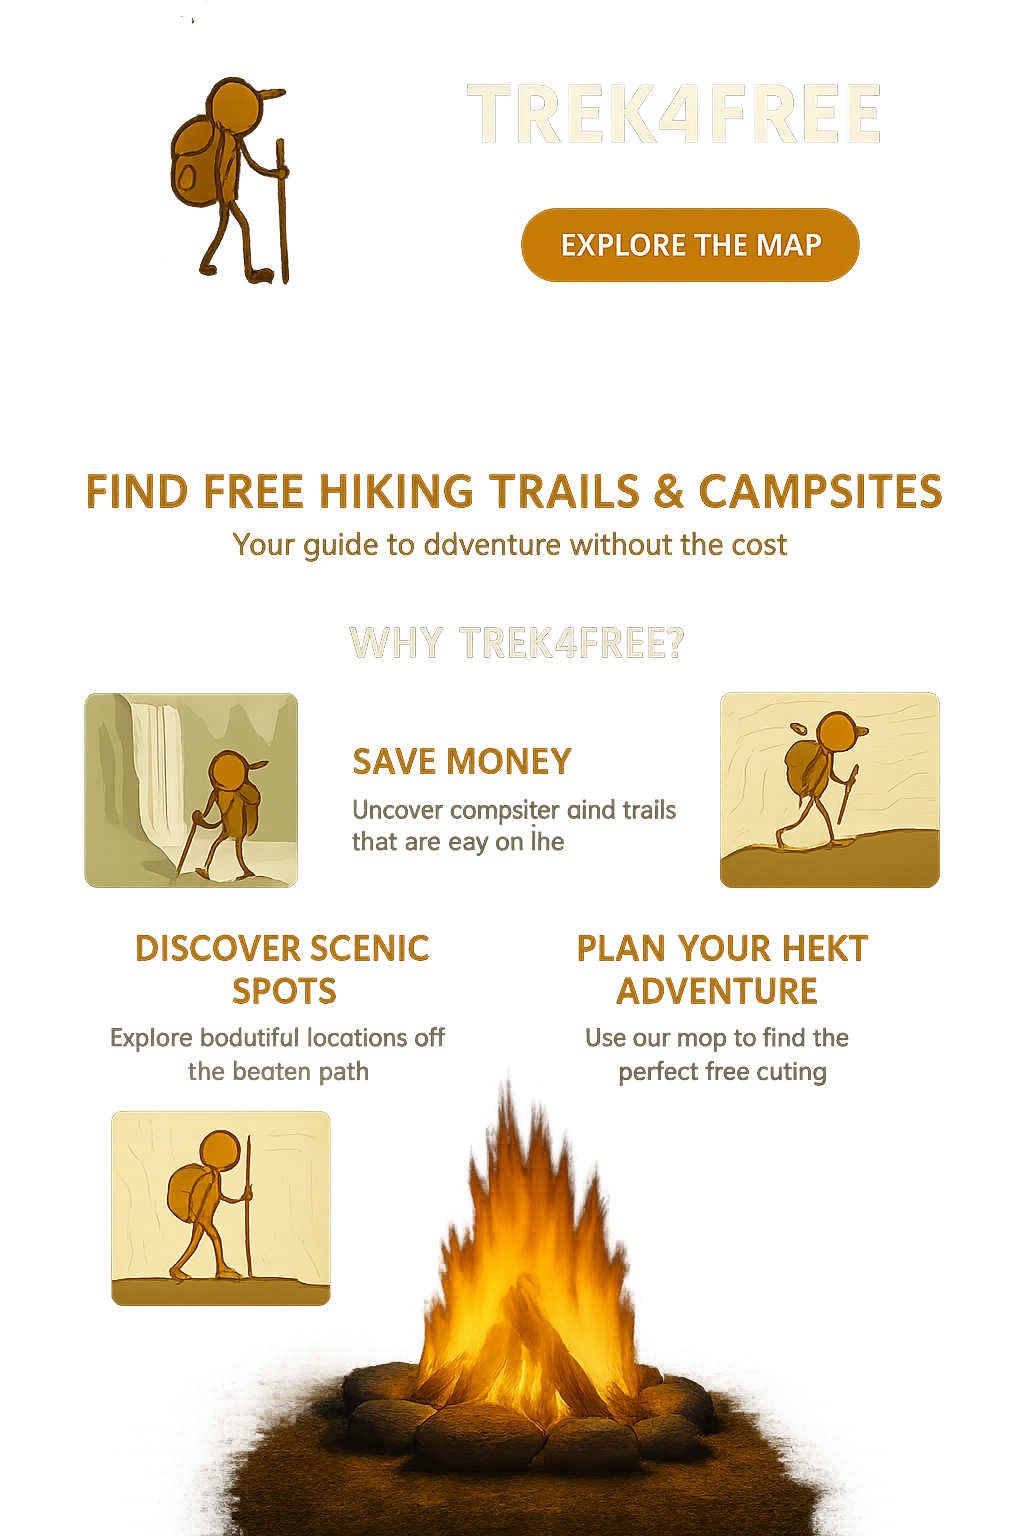 TREK4FREE
EXPLORE THE MAP
FIND FREE HIKING TRAILS & CAMPSITES
Your guide to ddventure without the cost
WHY TREK4FREE?
SAVE MONEY
Uncover compsiter aind trails
that are eay on lhe
DISCOVER SCENIC
SPOTS
Explore bodutiful locations off
the beaten path
PLAN YOUR HEKT
ADVENTURE
Use our mop to find the
perfect free cuting